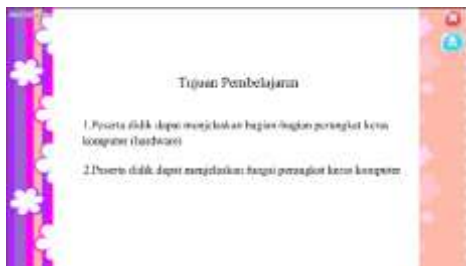 Tujuan Pembelajaran
1.Peserta didik dapat menjelaskan bagian-bagian perangkat keras
komputer (hardware)
2.Peserta didik dapat menjelaskan fungsi perangkat keras komputer